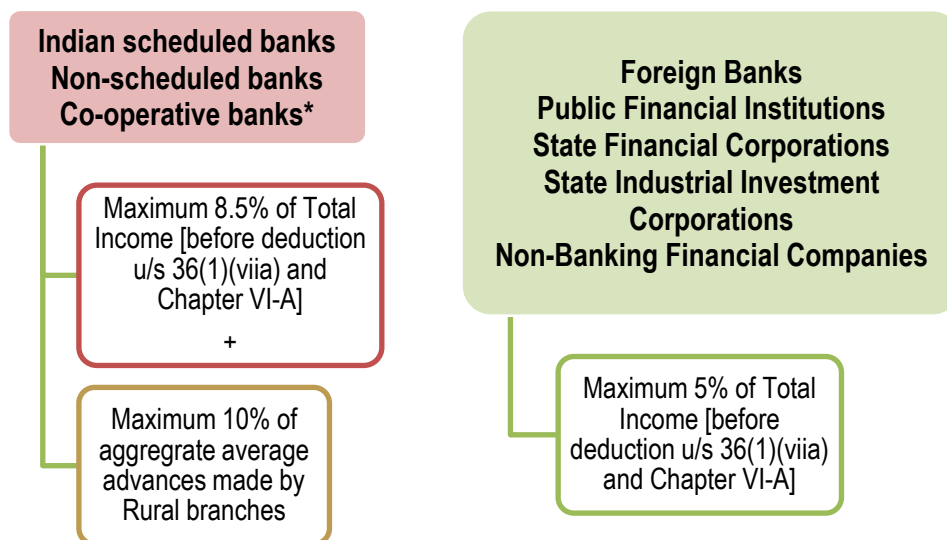 Indian scheduled banks
Non-scheduled banks
Co-operative banks*
Maximum 8.5% of Total
Income [before deduction
u/s 36(1)(viia) and
Chapter VI-A]
+
Maximum 10% of
aggregrate average
advances made by
Rural branches
Foreign Banks
Public Financial Institutions
State Financial Corporations
State Industrial Investment
Corporations
Non-Banking Financial Companies
Maximum 5% of Total
Income [before
deduction u/s 36(1)(viia)
and Chapter VI-A]